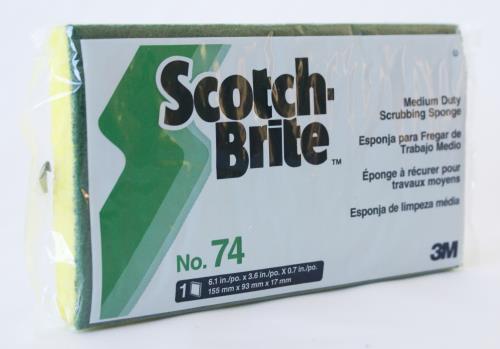 Scotch-
Brite™
Medium Duty
Scrubbing Sponge
Esponja para Fregar de
Trabajo Medio
Éponge à récurer pour
travaux moyens
Esponja de limpeza média
No. 74
1
6.1 in./po. x 3.6 in./po. X 0.7 in./po.
155 mm x 93 mm x 17 mm
3M